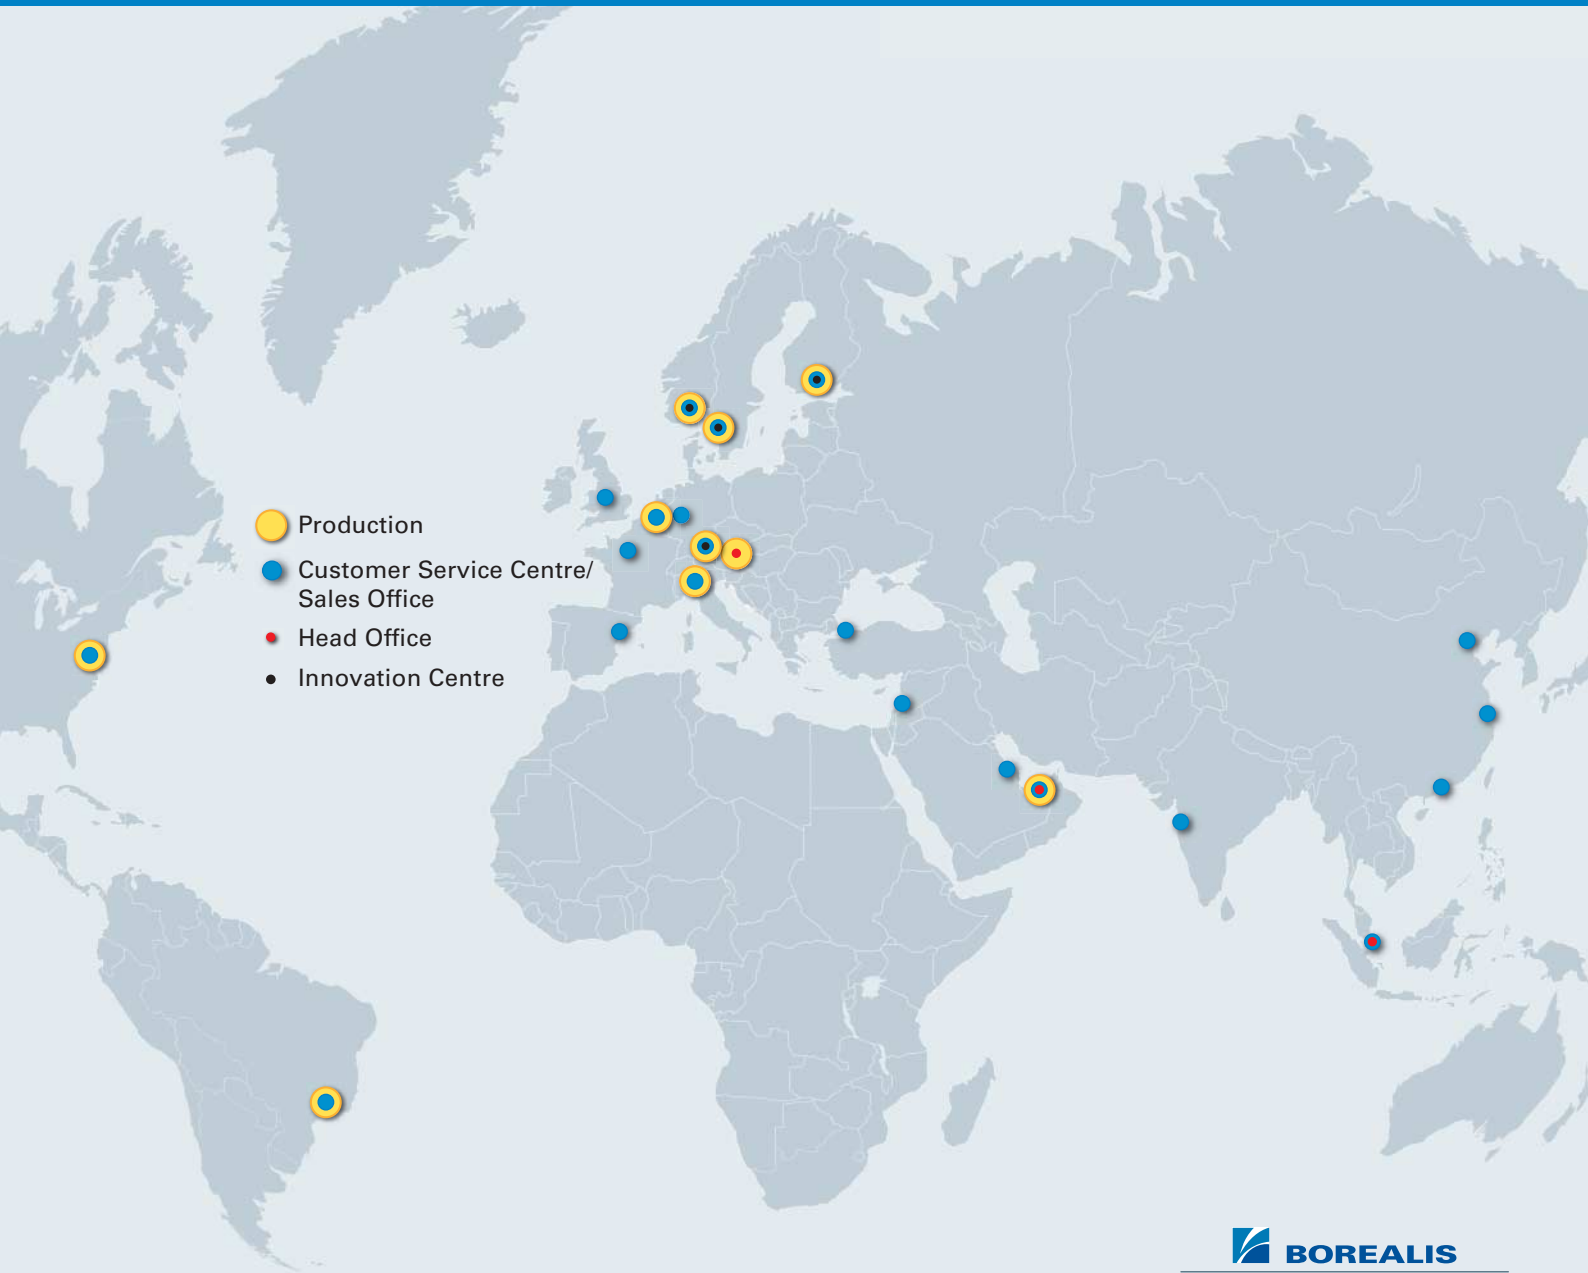 Production
Customer Service Centre/
Sales Office
Head Office
Innovation Centre
BOREALIS